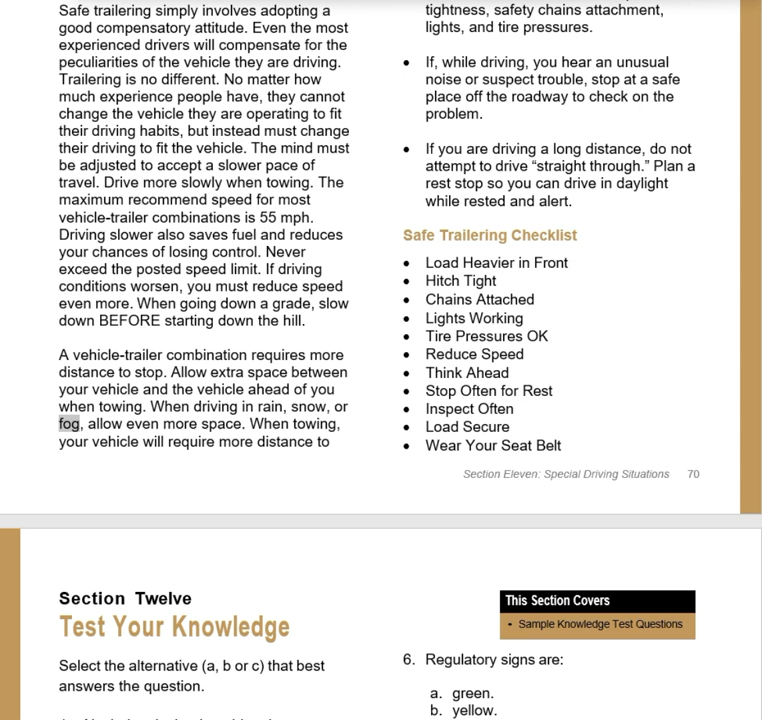 Safe trailering simply involves adopting a
good compensatory attitude. Even the most
experienced drivers will compensate for the
peculiarities of the vehicle they are driving.
Trailering is no different. No matter how
much experience people have, they cannot
change the vehicle they are operating to fit
their driving habits, but instead must change
their driving to fit the vehicle. The mind must
be adjusted to accept a slower pace of
travel. Drive more slowly when towing. The
maximum recommend speed for most
vehicle-trailer combinations is 55 mph.
Driving slower also saves fuel and reduces
your chances of losing control. Never
exceed the posted speed limit. If driving
conditions worsen, you must reduce speed
even more. When going down a grade, slow
down BEFORE starting down the hill.
A vehicle-trailer combination requires more
distance to stop. Allow extra space between
your vehicle and the vehicle ahead of you
when towing. When driving in rain, snow, or
fog, allow even more space. When towing,
your vehicle will require more distance to
tightness, safety chains attachment,
lights, and tire pressures.
• If, while driving, you hear an unusual
noise or suspect trouble, stop at a safe
place off the roadway to check on the
problem.
• If you are driving a long distance, do not
attempt to drive “straight through.” Plan a
rest stop so you can drive in daylight
while rested and alert.
Safe Trailering Checklist
• Load Heavier in Front
• Hitch Tight
• Chains Attached
• Lights Working
• Tire Pressures OK
• Reduce Speed
• Think Ahead
• Stop Often for Rest
• Inspect Often
• Load Secure
• Wear Your Seat Belt
Section Eleven: Special Driving Situations 70
Section Twelve
Test Your Knowledge
Select the alternative (a, b or c) that best
answers the question.
This Section Covers
• Sample Knowledge Test Questions
6. Regulatory signs are:
a. green.
b. yellow.